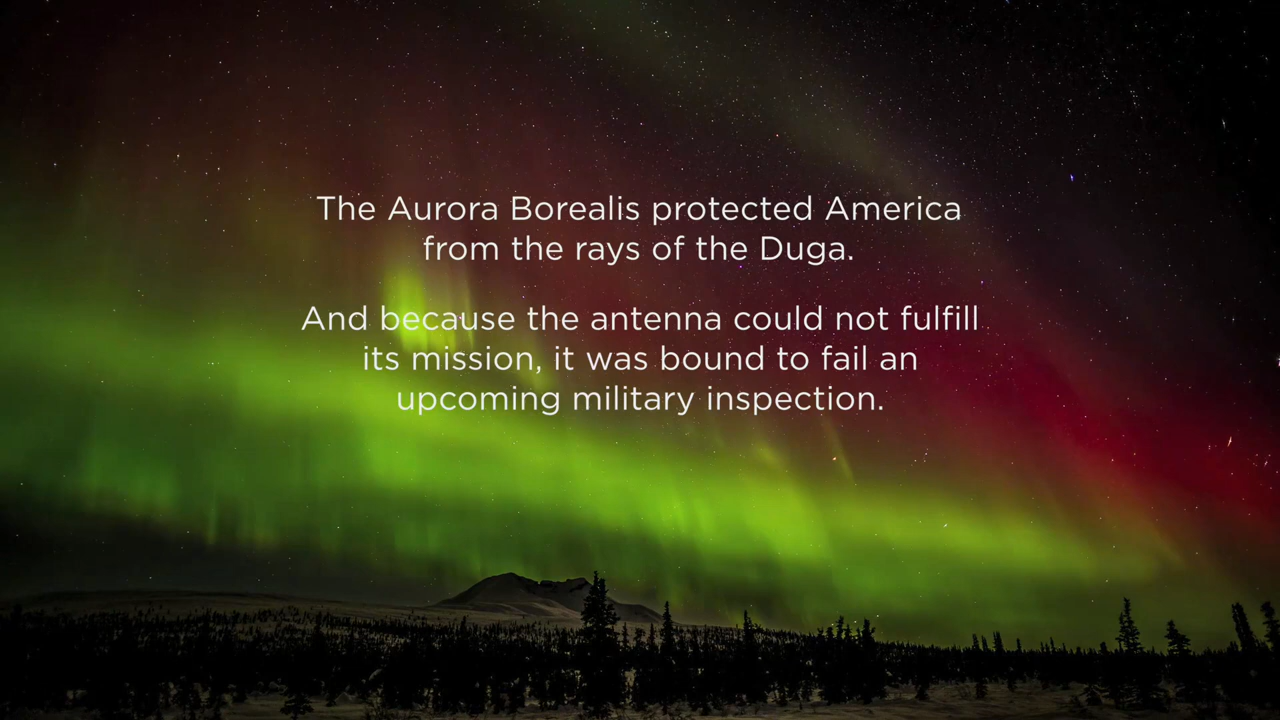 The Aurora Borealis protected America
from the rays of the Duga.
And because the antenna could not fulfill
its mission, it was bound to fail an
upcoming military inspection.